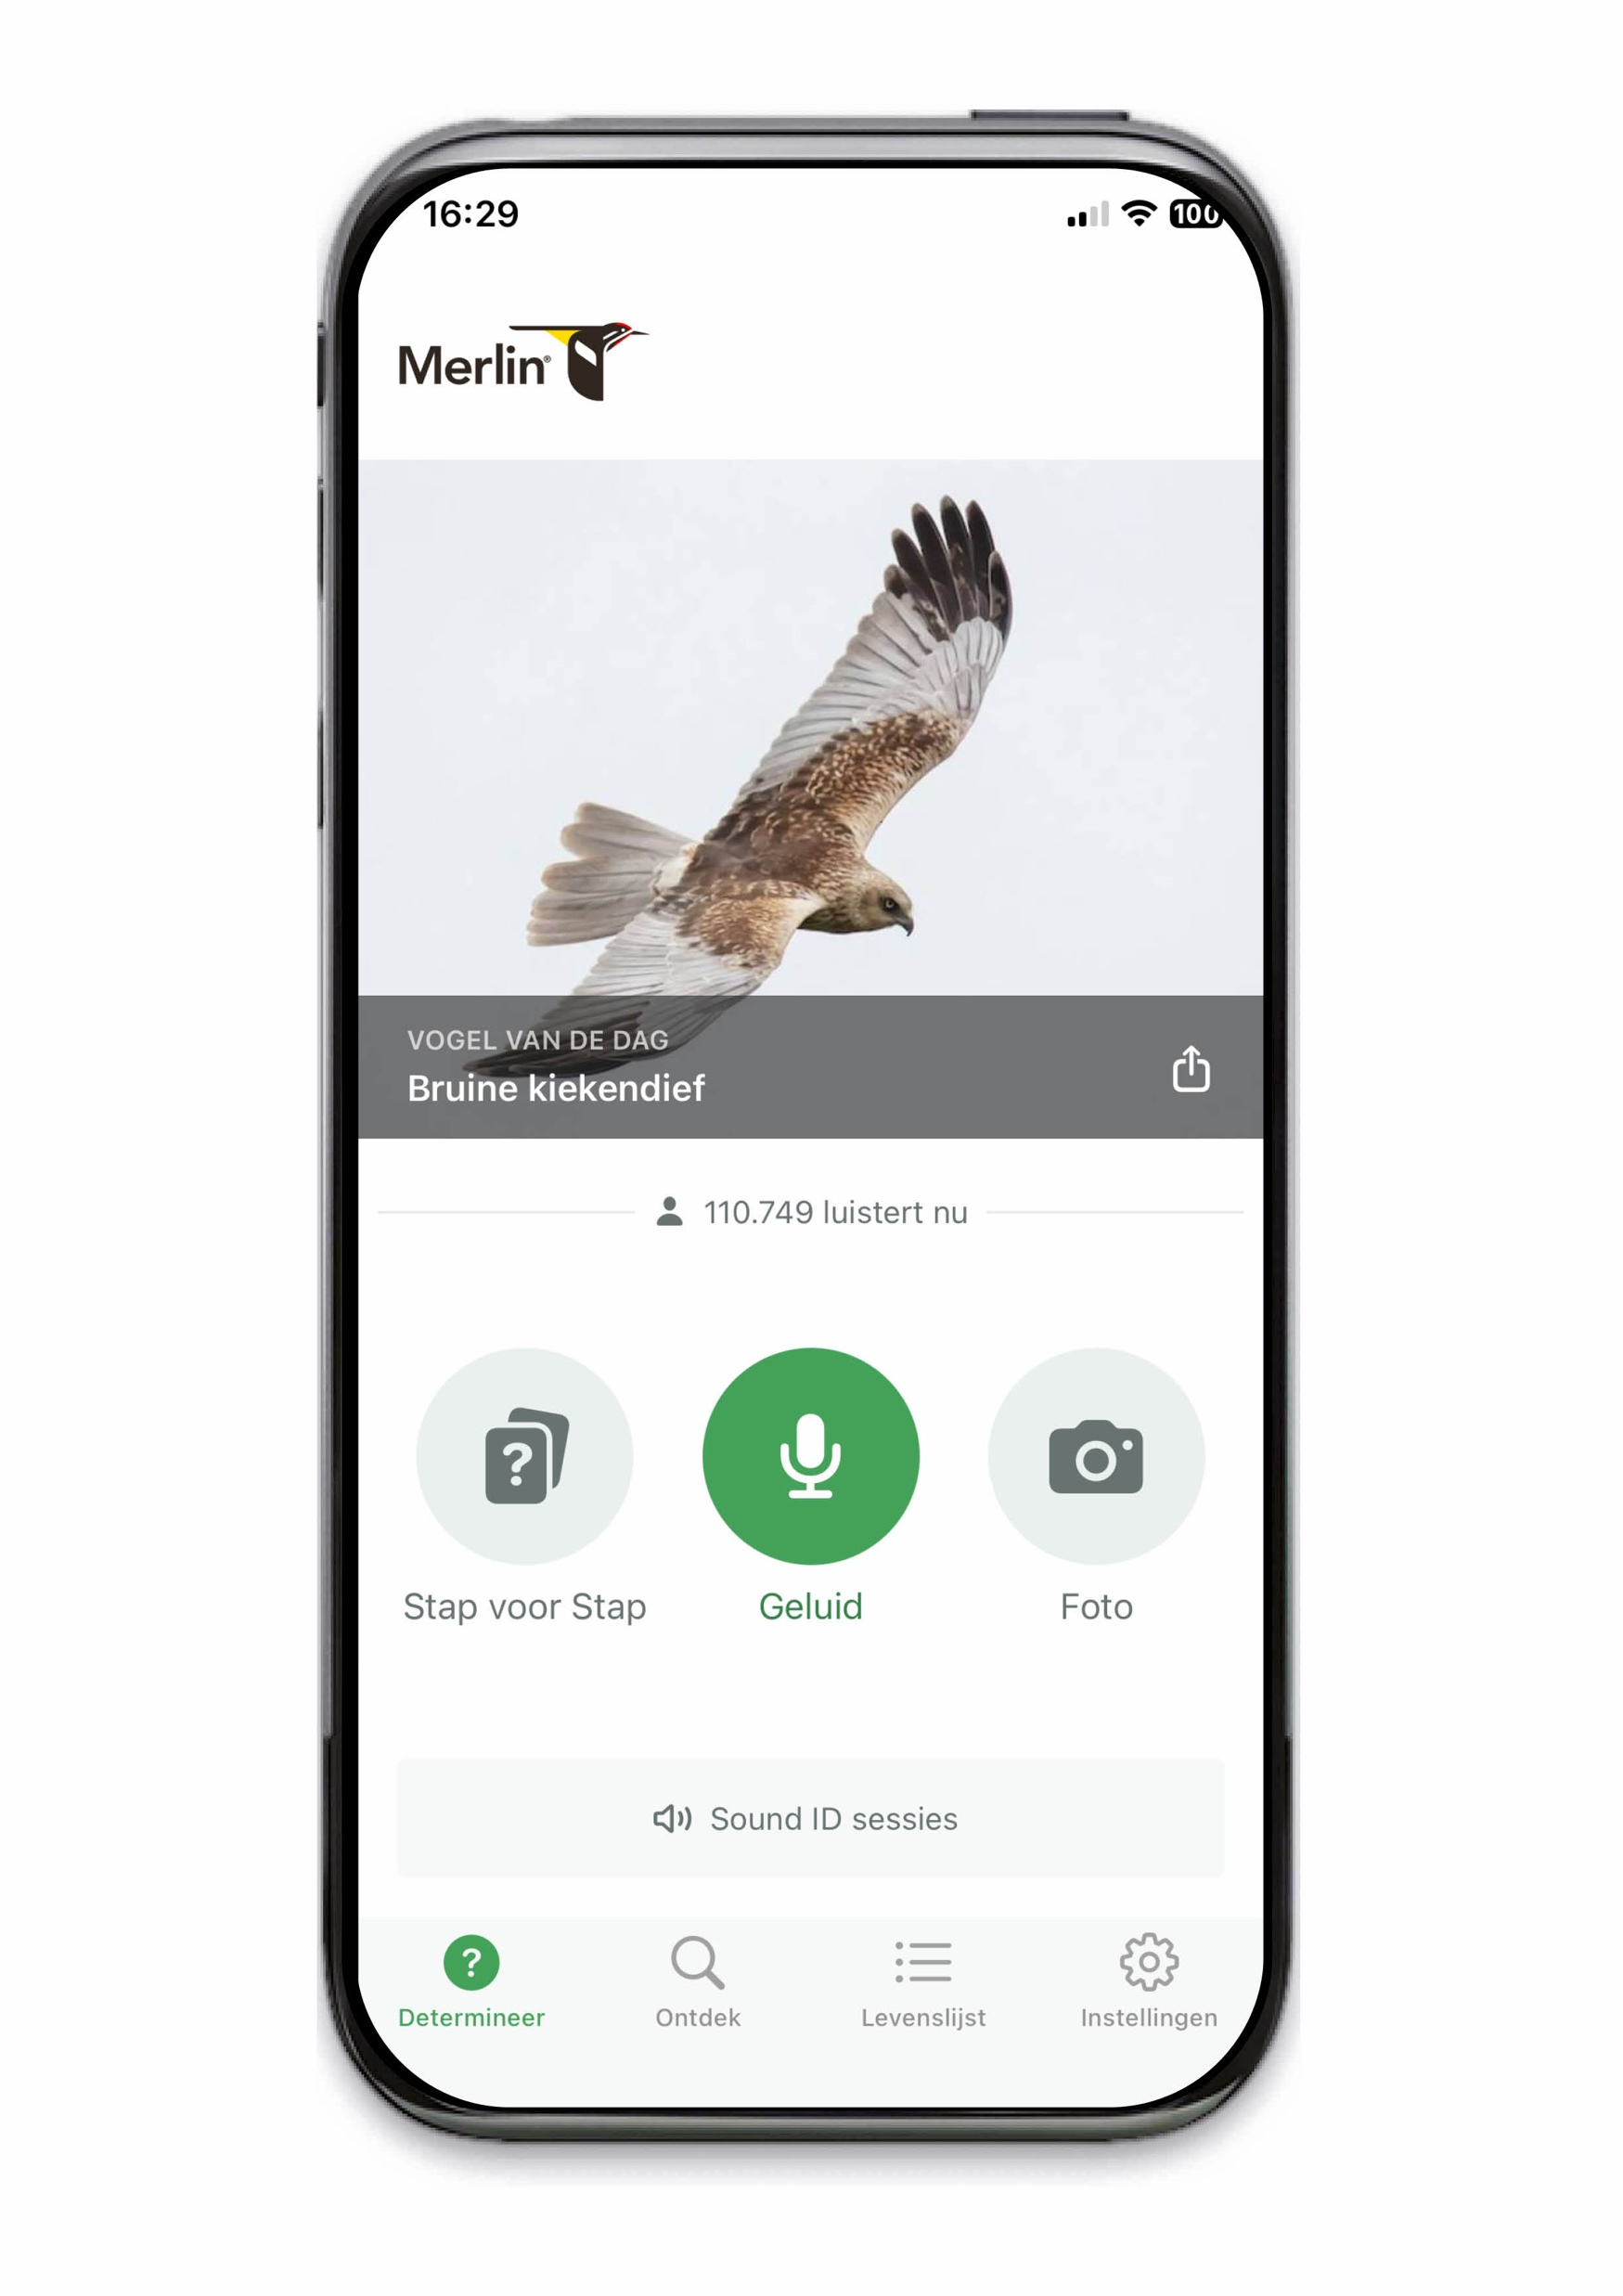 16:29
100
Merlin®
VOGEL VAN DE DAG
Bruine kiekendief
110.749 luistert nu
Stap voor Stap
Geluid
Foto
Sound ID sessies
Determineer
Ontdek
Levenslijst
Instellingen